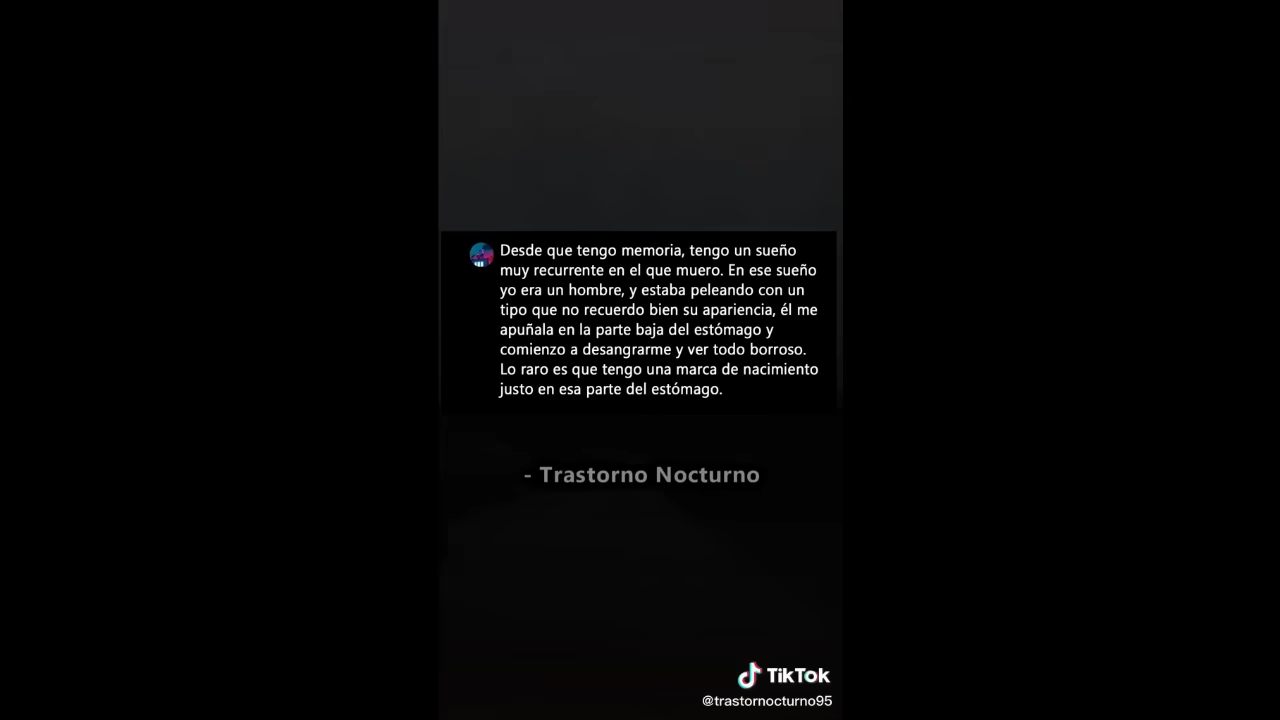 Desde que tengo memoria, tengo un sueño
muy recurrente en el que muero. En ese sueño
yo era un hombre, y estaba peleando con un
tipo que no recuerdo bien su apariencia, él me
apuñala en la parte baja del estómago y
comienzo a desangrarme y ver todo borroso.
Lo raro es que tengo una marca de nacimiento
justo en esa parte del estómago.
- Trastorno Nocturno
TikTok
@trastornocturno95